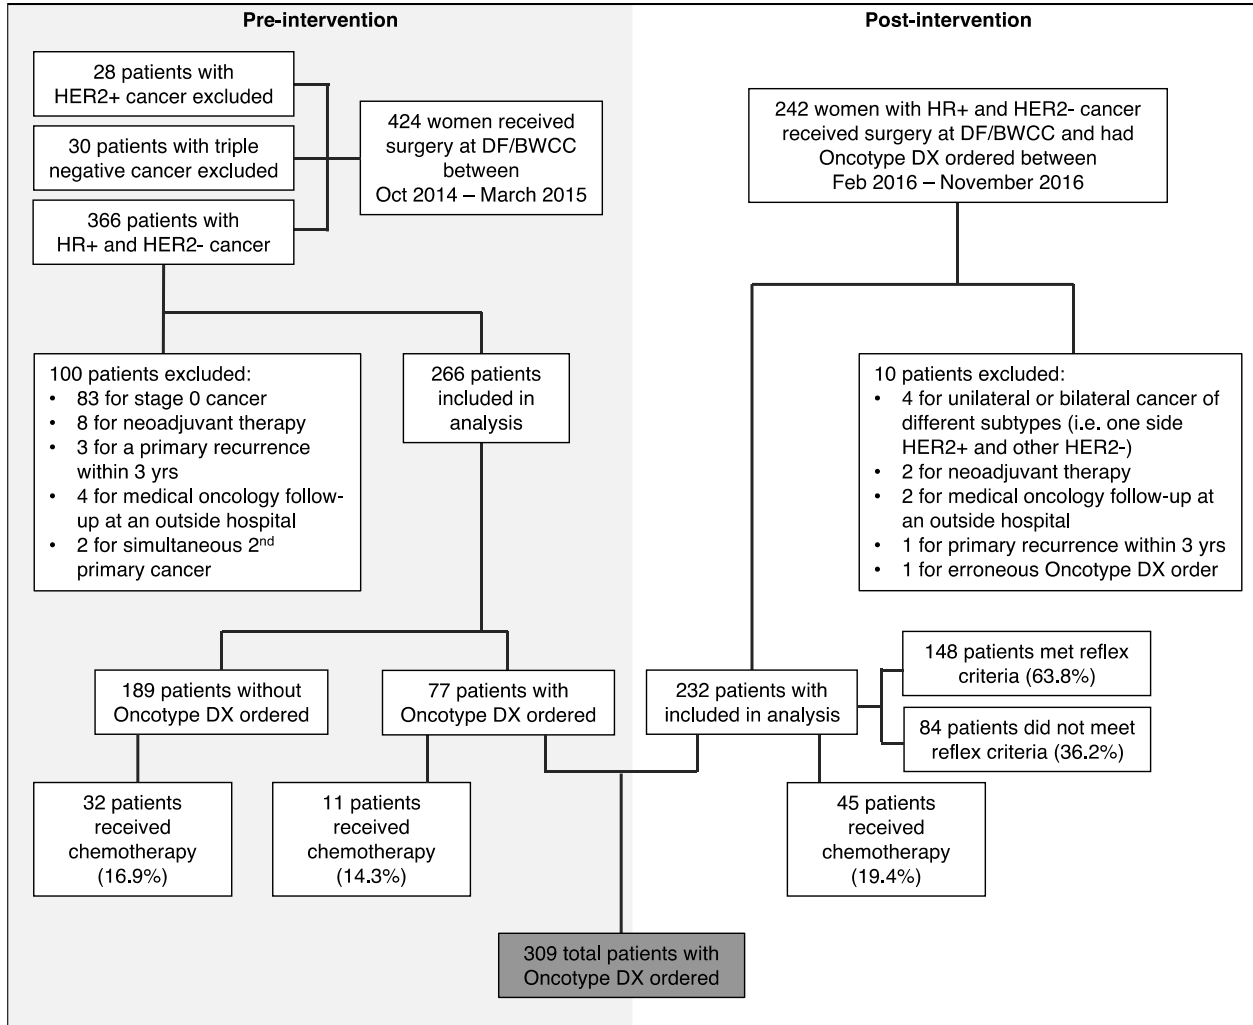 Pre-intervention
28 patients with
HER2+ cancer excluded
30 patients with triple
negative cancer excluded
366 patients with
HR+ and HER2- cancer
424 women received
surgery at DF/BWCC
between
Oct 2014 – March 2015
100 patients excluded:
• 83 for stage 0 cancer
• 8 for neoadjuvant therapy
• 3 for a primary recurrence
within 3 yrs
• 4 for medical oncology follow-
up at an outside hospital
• 2 for simultaneous 2nd
primary cancer
266 patients
included in
analysis
189 patients without
Oncotype DX ordered
77 patients with
Oncotype DX ordered
32 patients
received
chemotherapy
(16.9%)
11 patients
received
chemotherapy
(14.3%)
Post-intervention
242 women with HR+ and HER2- cancer
received surgery at DF/BWCC and had
Oncotype DX ordered between
Feb 2016 – November 2016
10 patients excluded:
• 4 for unilateral or bilateral cancer of
different subtypes (i.e. one side
HER2+ and other HER2-)
• 2 for neoadjuvant therapy
• 2 for medical oncology follow-up at
an outside hospital
• 1 for primary recurrence within 3 yrs
• 1 for erroneous Oncotype DX order
232 patients with
included in analysis
148 patients met reflex
criteria (63.8%)
84 patients did not meet
reflex criteria (36.2%)
45 patients
received
chemotherapy
(19.4%)
309 total patients with
Oncotype DX ordered